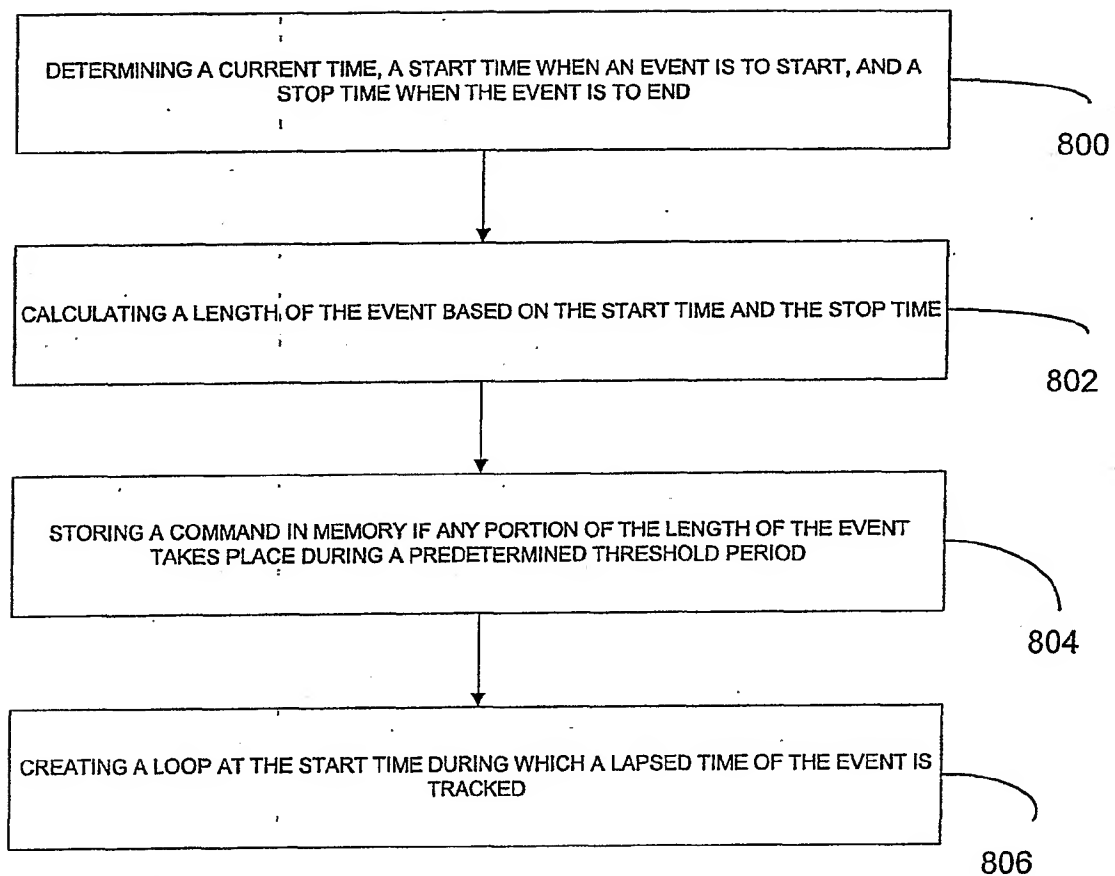 DETERMINING A CURRENT TIME, A START TIME WHEN AN EVENT IS TO START, AND A
STOP TIME WHEN THE EVENT IS TO END
800
CALCULATING A LENGTH OF THE EVENT BASED ON THE START TIME AND THE STOP TIME
802
STORING A COMMAND IN MEMORY IF ANY PORTION OF THE LENGTH OF THE EVENT
TAKES PLACE DURING A PREDETERMINED THRESHOLD PERIOD
804
CREATING A LOOP AT THE START TIME DURING WHICH A LAPSED TIME OF THE EVENT IS
TRACKED
806